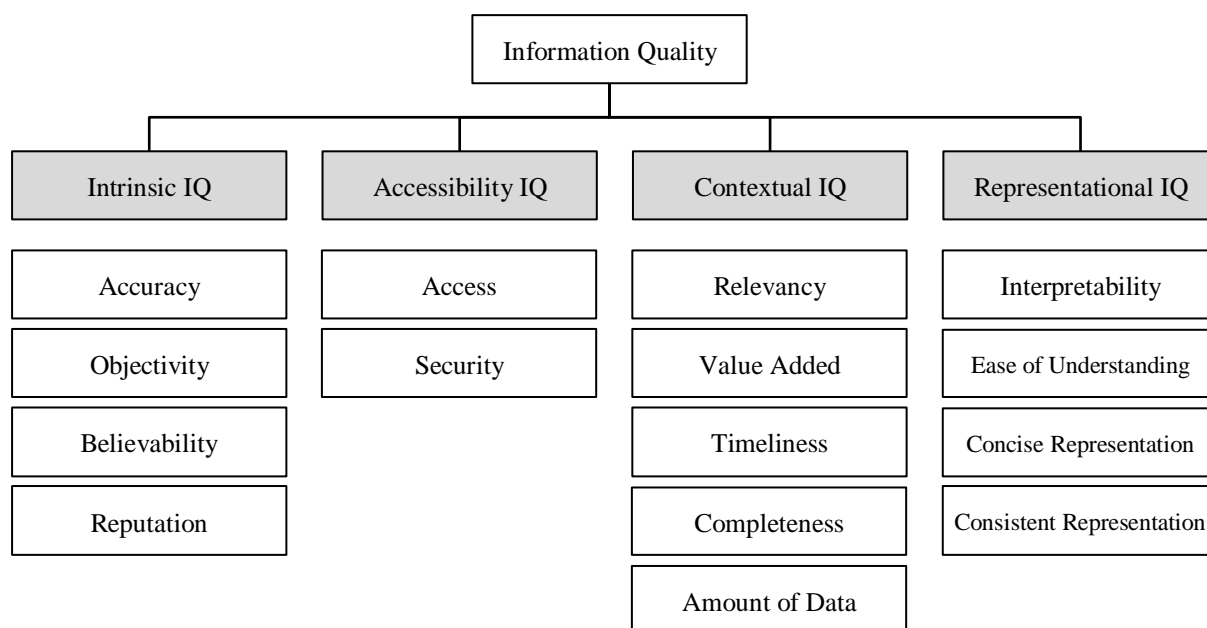 Information Quality
Intrinsic IQ
Accessibility IQ
Contextual IQ
Representational IQ
Accuracy
Access
Relevancy
Interpretability
Objectivity
Security
Value Added
Ease of Understanding
Believability
Timeliness
Concise Representation
Reputation
Completeness
Consistent Representation
Amount of Data